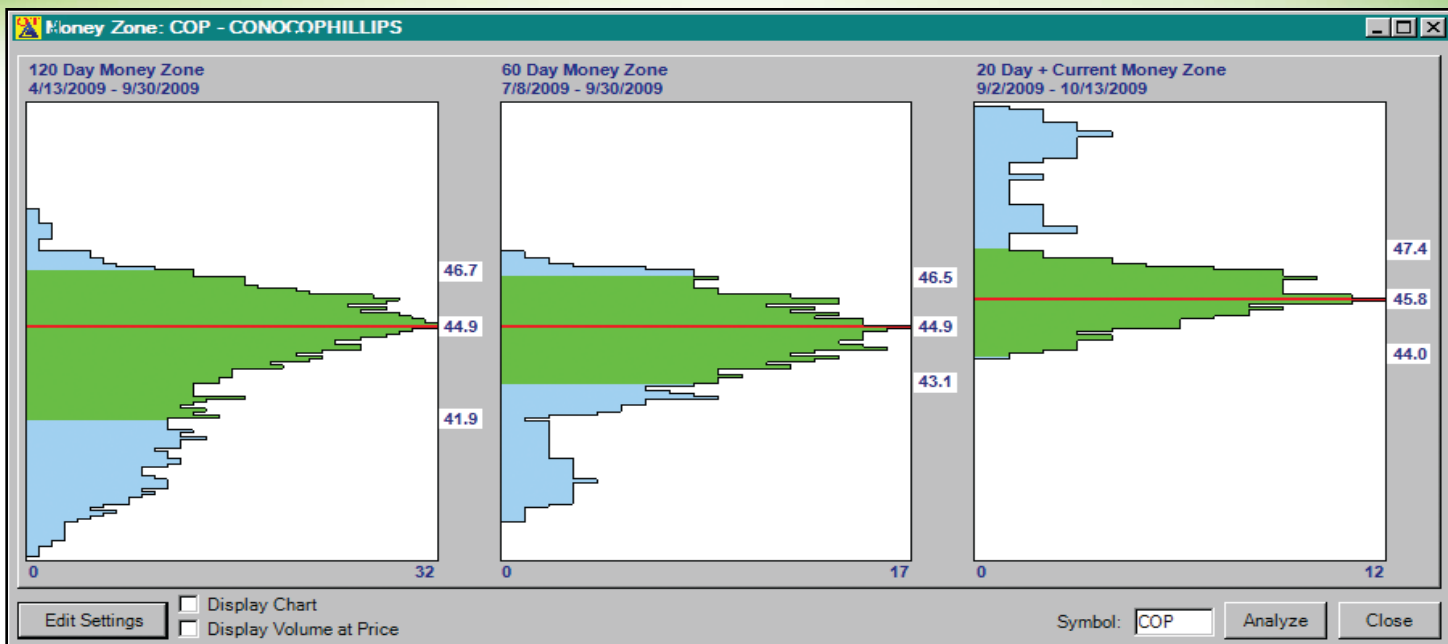 Money Zone: COP - CONOCOPHILLIPS
120 Day Money Zone
4/13/2009 - 9/30/2009
46.7
44.9
41.9
0 32
60 Day Money Zone
7/8/2009 - 9/30/2009
46.5
44.9
43.1
0 17
20 Day + Current Money Zone
9/2/2009 - 10/13/2009
47.4
45.8
44.0
0 12
Edit Settings
Display Chart
Display Volume at Price
Symbol: COP Analyze Close